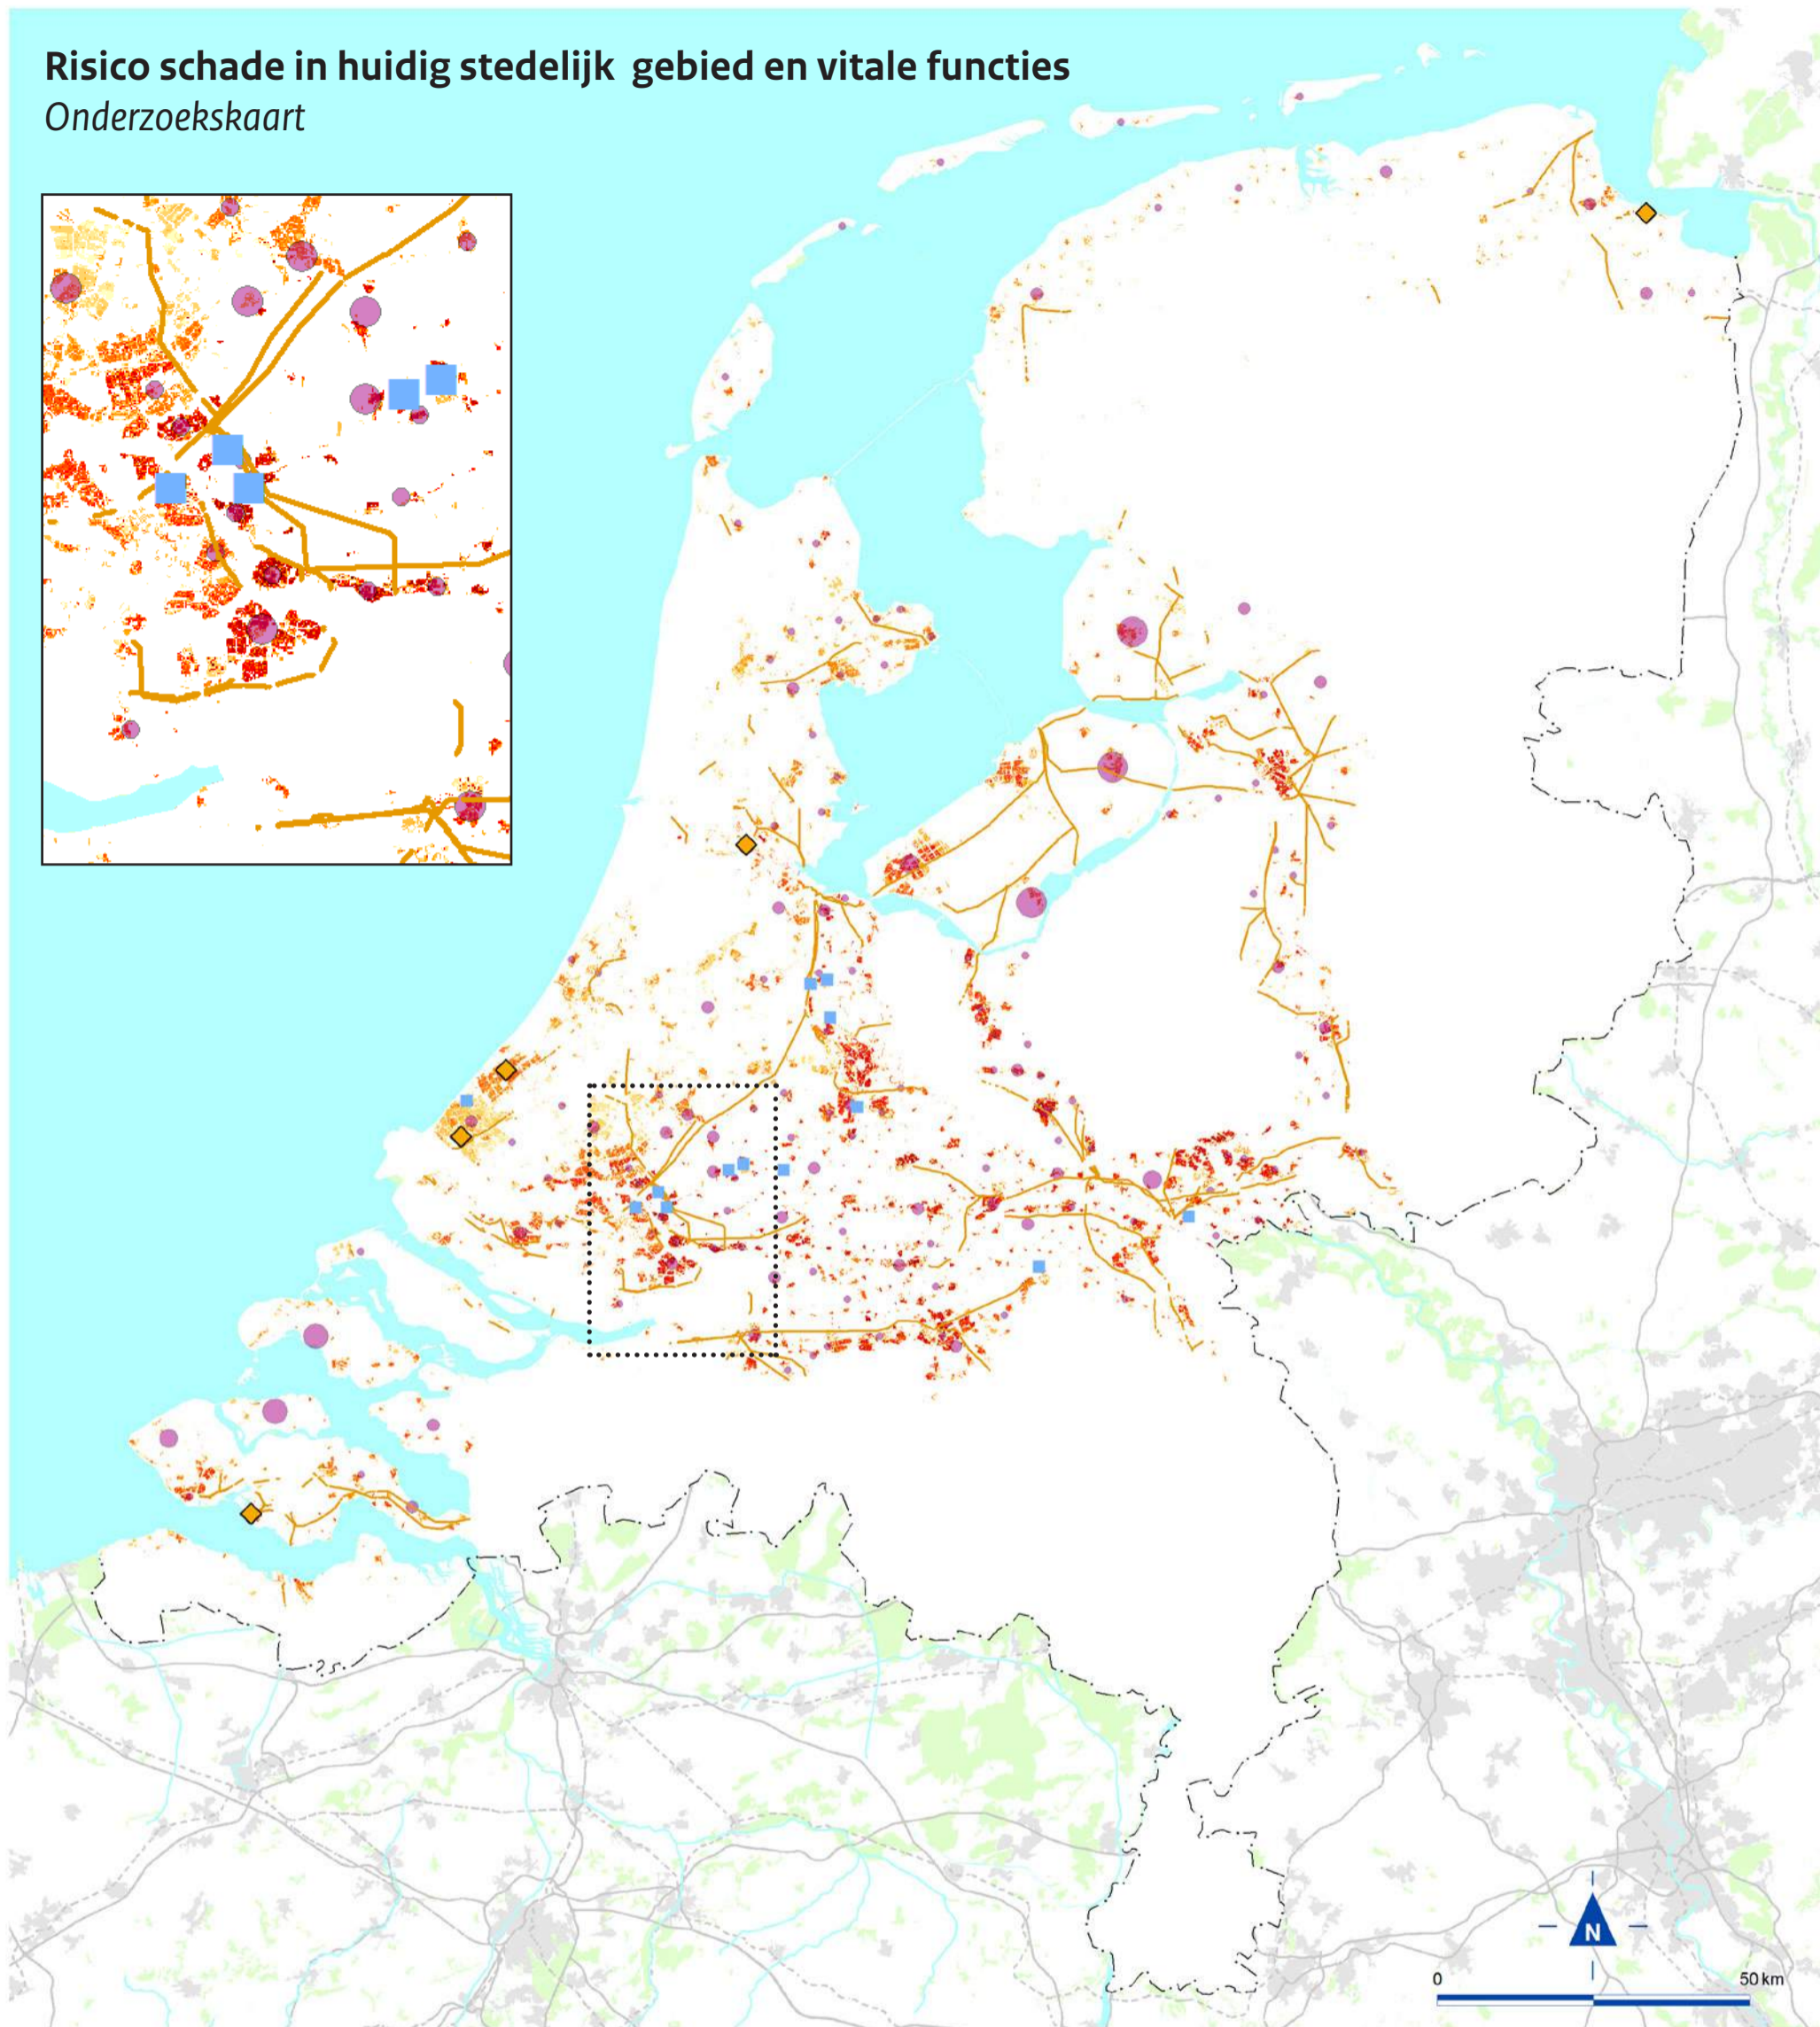 Risico schade in huidig stedelijk gebied en vitale functies
Onderzoekskaart
N
0 50 km